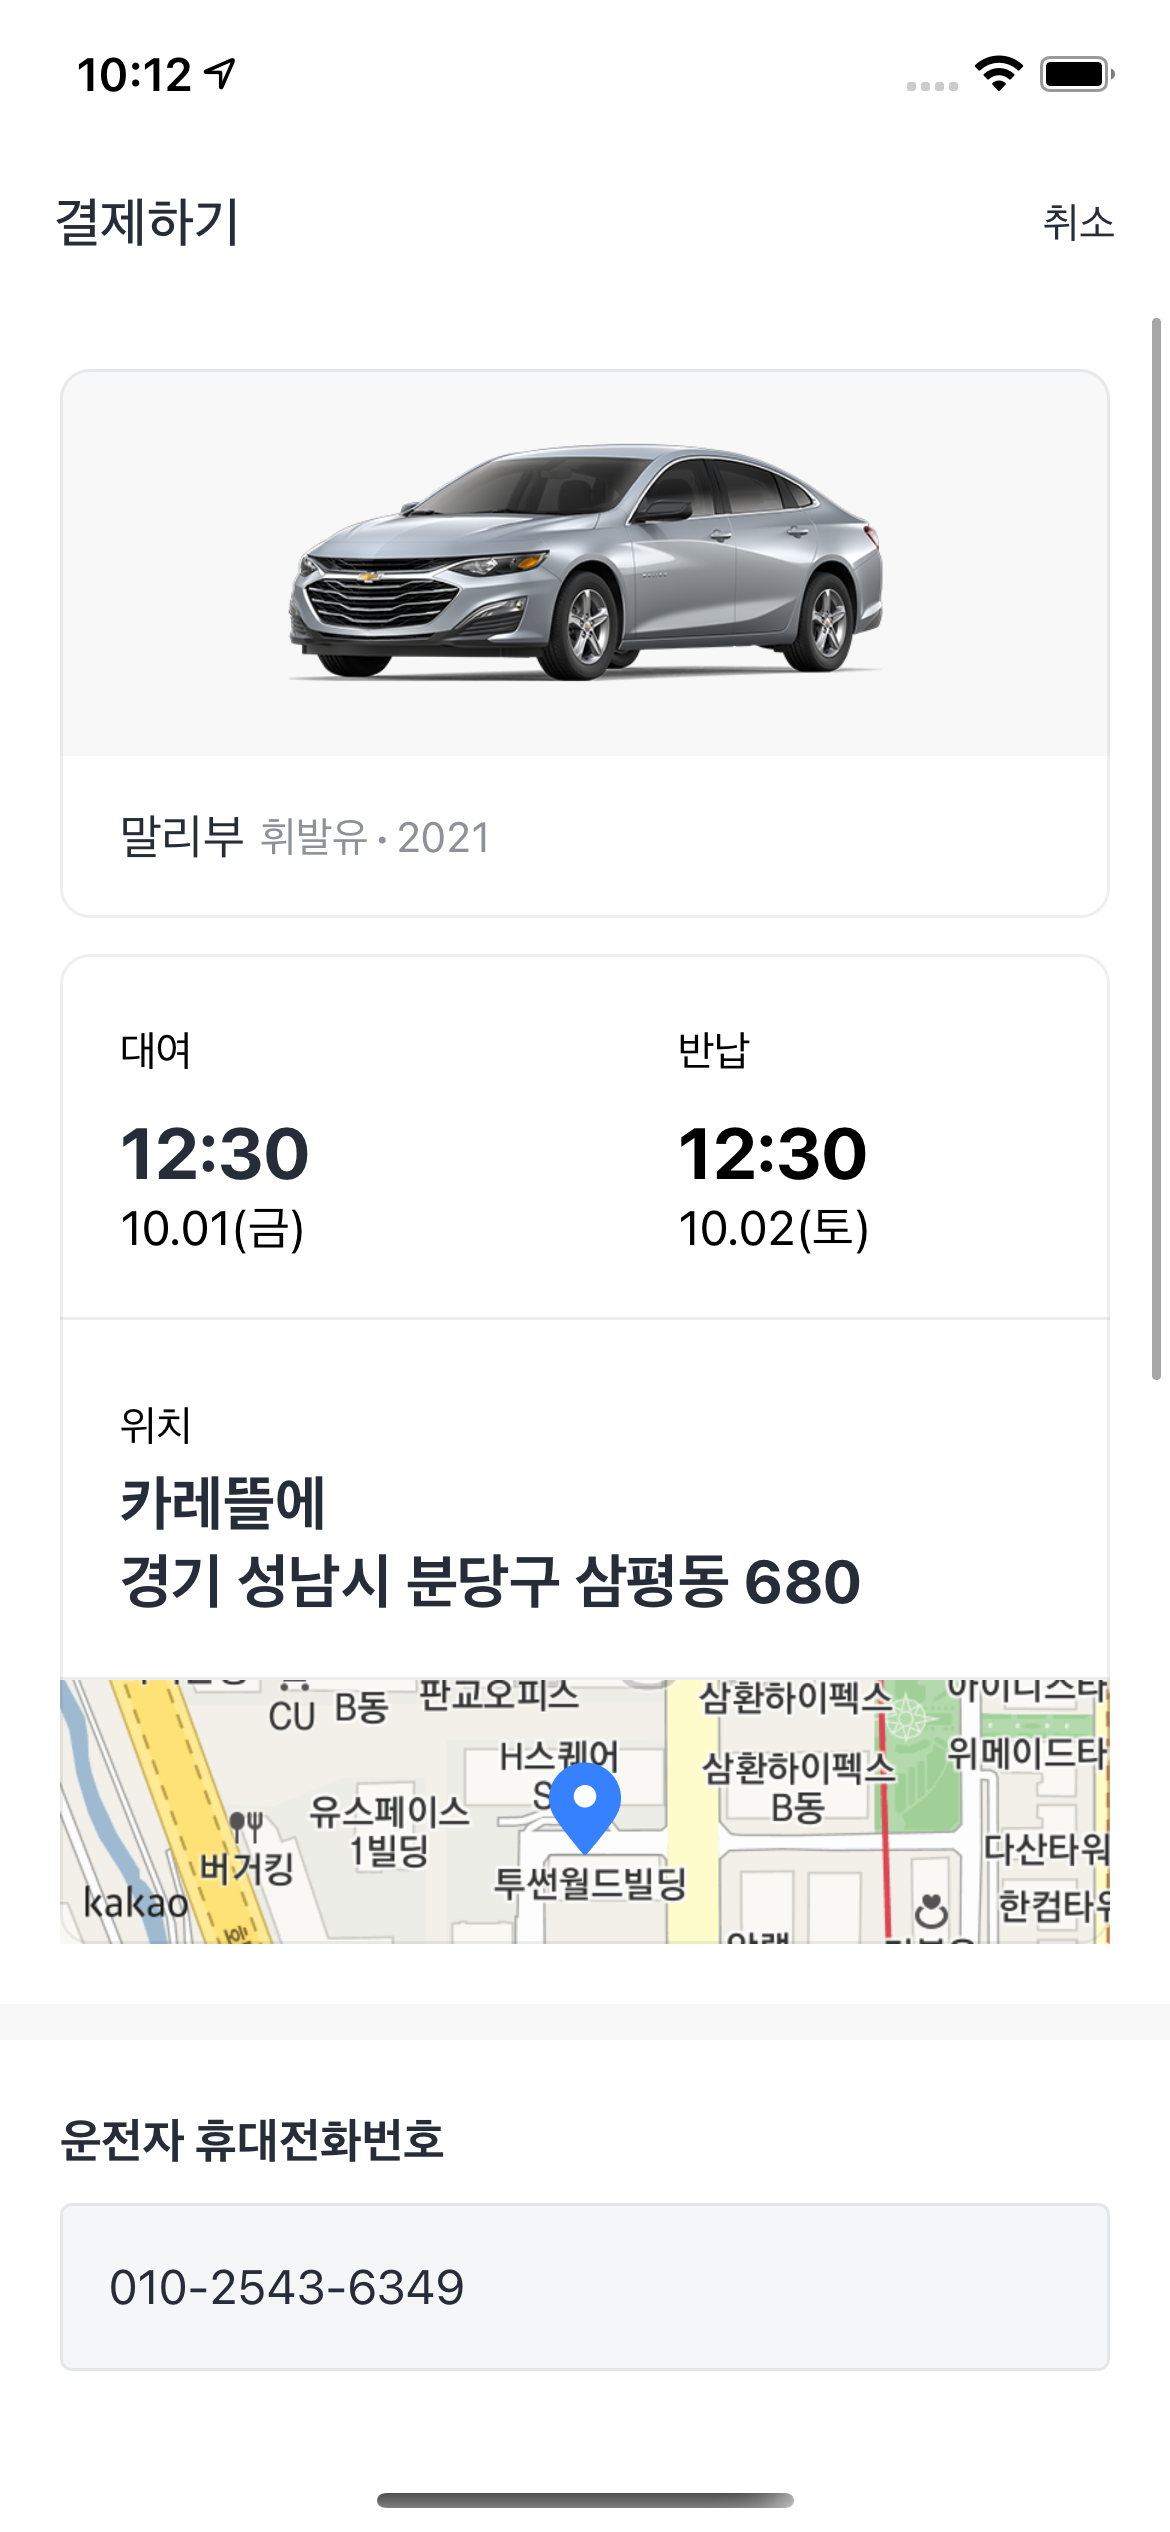 10:12
결제하기
취소
말리부 휘발유 · 2021
대여
반납
12:30
12:30
10.01(금)
10.02(토)
위치
카레뜰에
경기 성남시 분당구 삼평동 680
CU
B동
판교오피스
삼환하이펙스
H스퀘어
S
삼환하이펙스
B동
위메이드타
유스페이스
1빌딩
버거킹
투썬월드빌딩
다산타워
한컴타워
kakao
운전자 휴대전화번호
010-2543-6349